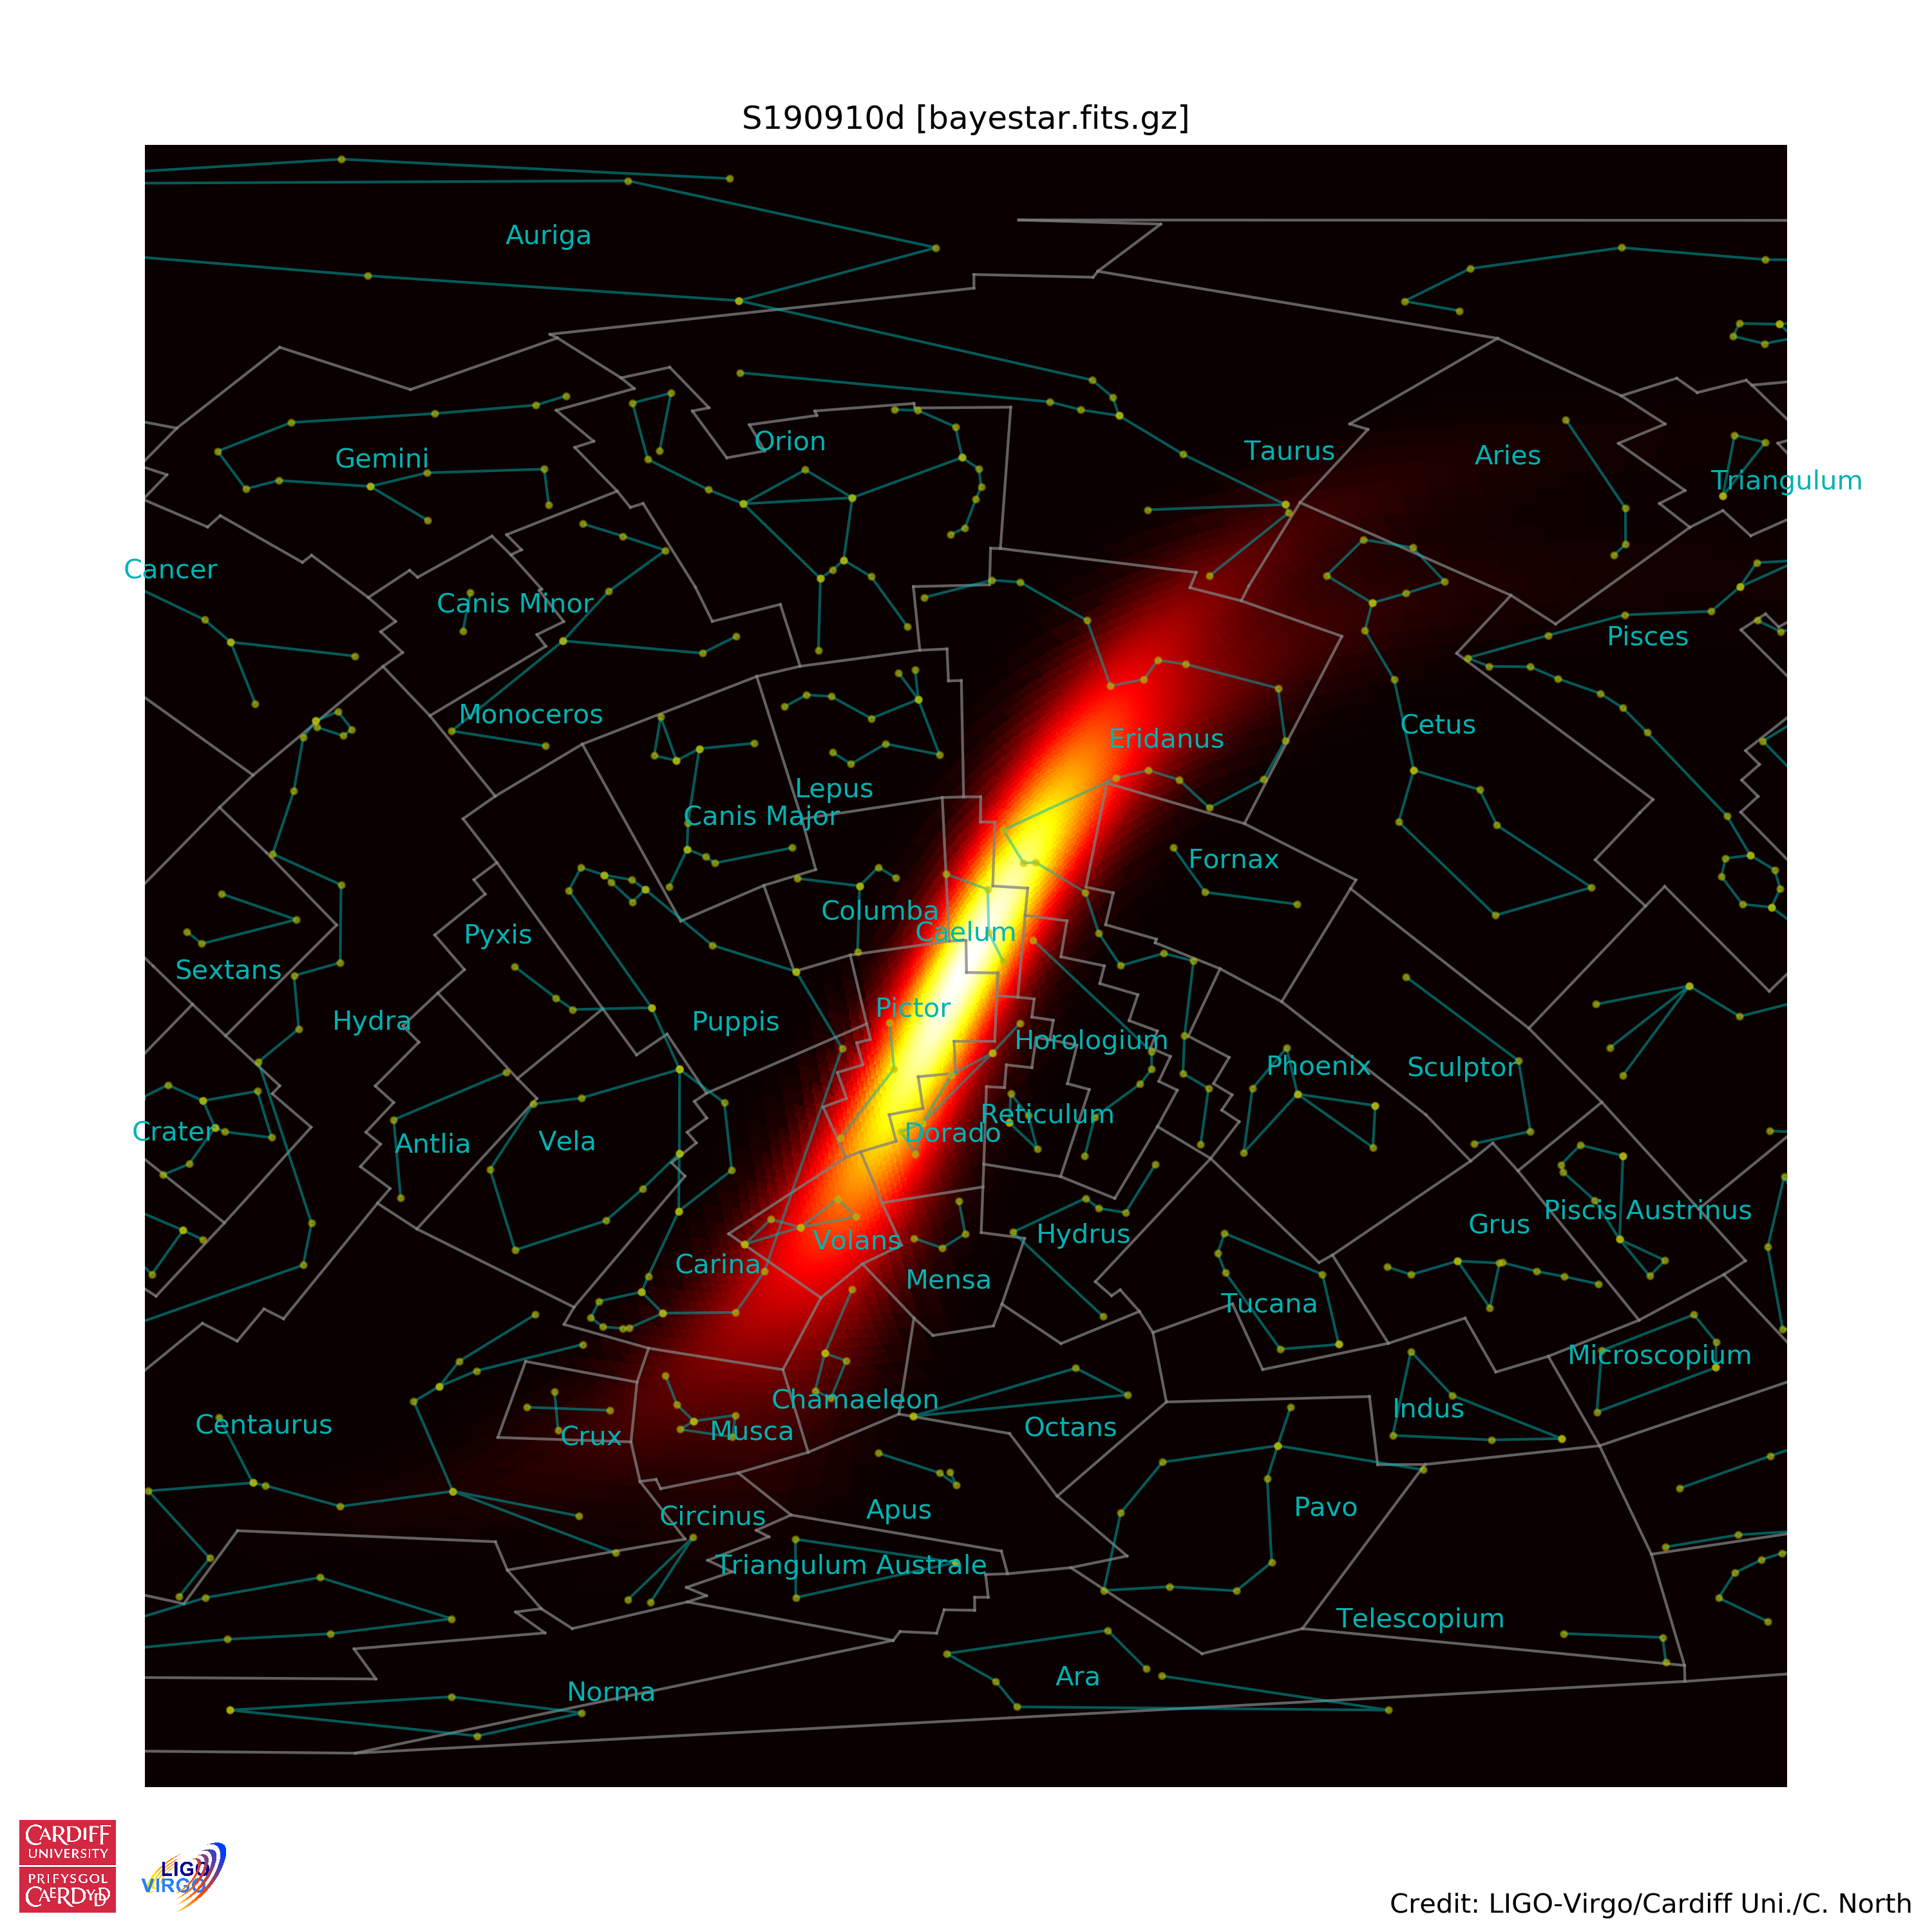 S190910d [bayestar.fits.gz]
Auriga
Orion
Taurus
Aries
Gemini
Triangulum
Cancer
Canis Minor
Pisces
Monoceros
Cetus
Eridanus
Lepus
Canis Major
Fornax
Columba
Caelum
Pyxis
Sextans
Pictor
Hydra
Puppis
Horologium
Phoenix
Sculptor
Reticulum
Crater
Dorado
Antlia
Vela
Piscis Austrinus
Grus
Hydrus
Volans
Carina
Mensa
Tucana
Microscopium
Chamaeleon
Indus
Centaurus
Octans
Musca
Crux
Pavo
Apus
Circinus
Triangulum Australe
Telescopium
Ara
Norma
CARDIFF
UNIVERSITY
PRIFYSGOL
CAERDYDD
LIGO
VIRGO
Credit: LIGO-Virgo/Cardiff Uni./C. North